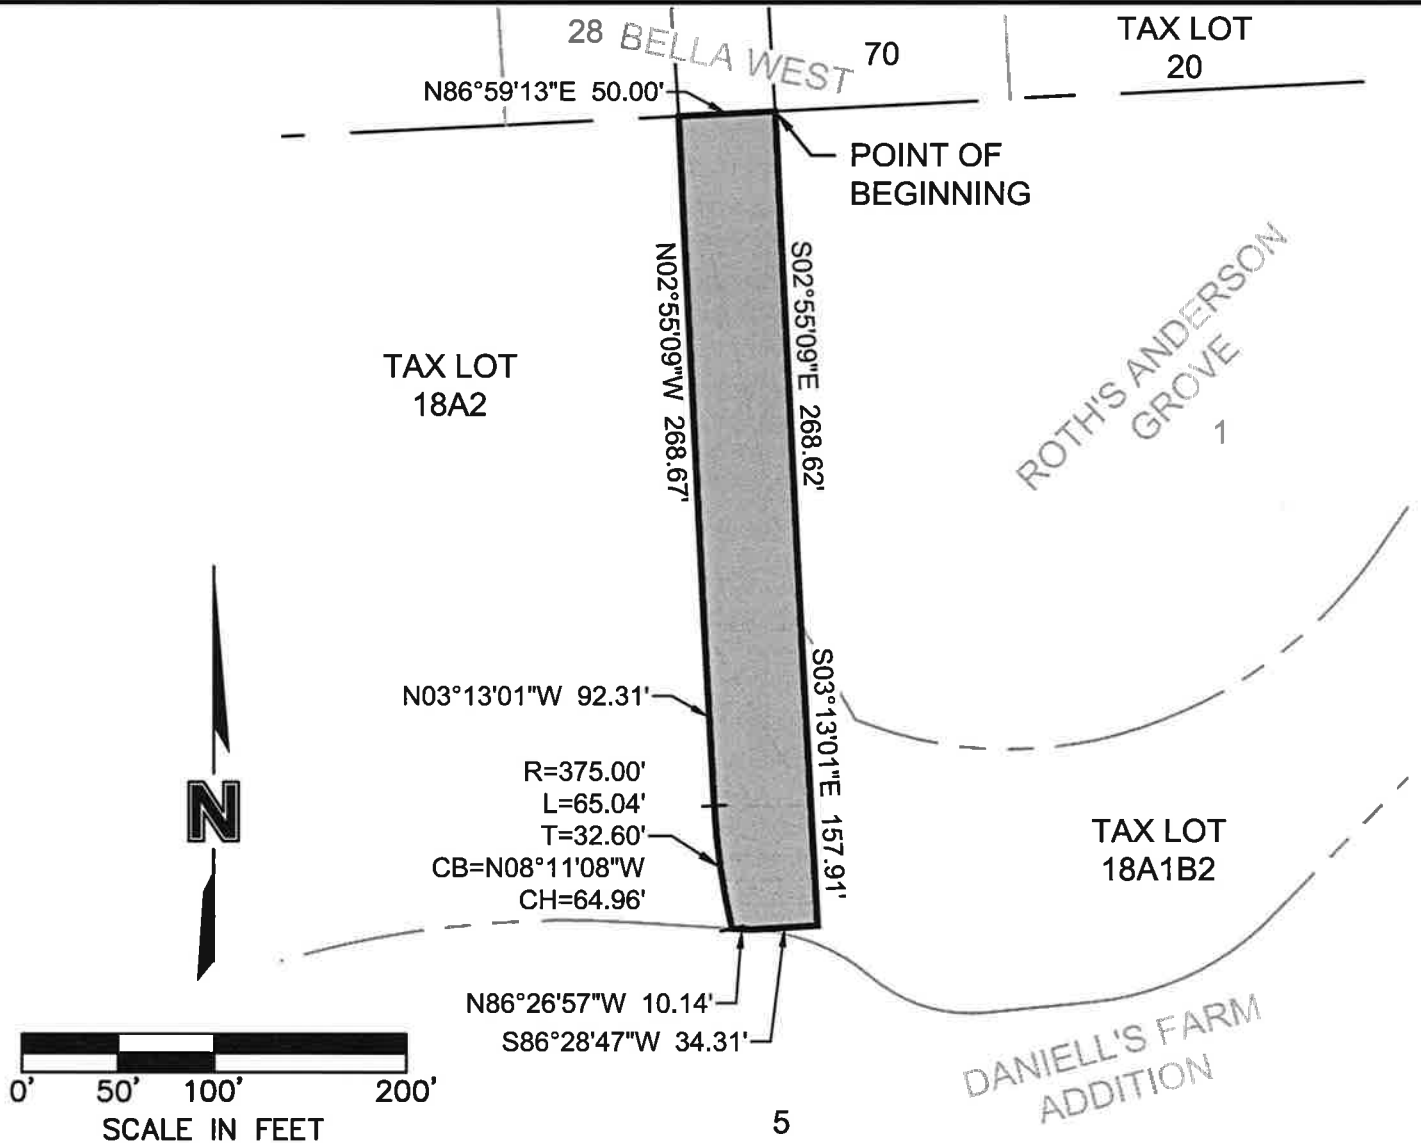 28 BELLA WEST
70
TAX LOT
20
N86°59'13"E 50.00'
POINT OF
BEGINNING
N02°55'09"W 268.67'
S02°55'09"E 268.62'
TAX LOT
18A2
ROTH'S ANDERSON
GROVE
1
N03°13'01"W 92.31'
S03°13'01"E 157.91'
R=375.00'
L=65.04'
T=32.60'
CB=N08°11'08"W
CH=64.96'
N
TAX LOT
18A1B2
N86°26'57"W 10.14'
S86°28'47"W 34.31'
DANIELL'S FARM
ADDITION
0' 50' 100' 200'
SCALE IN FEET
5